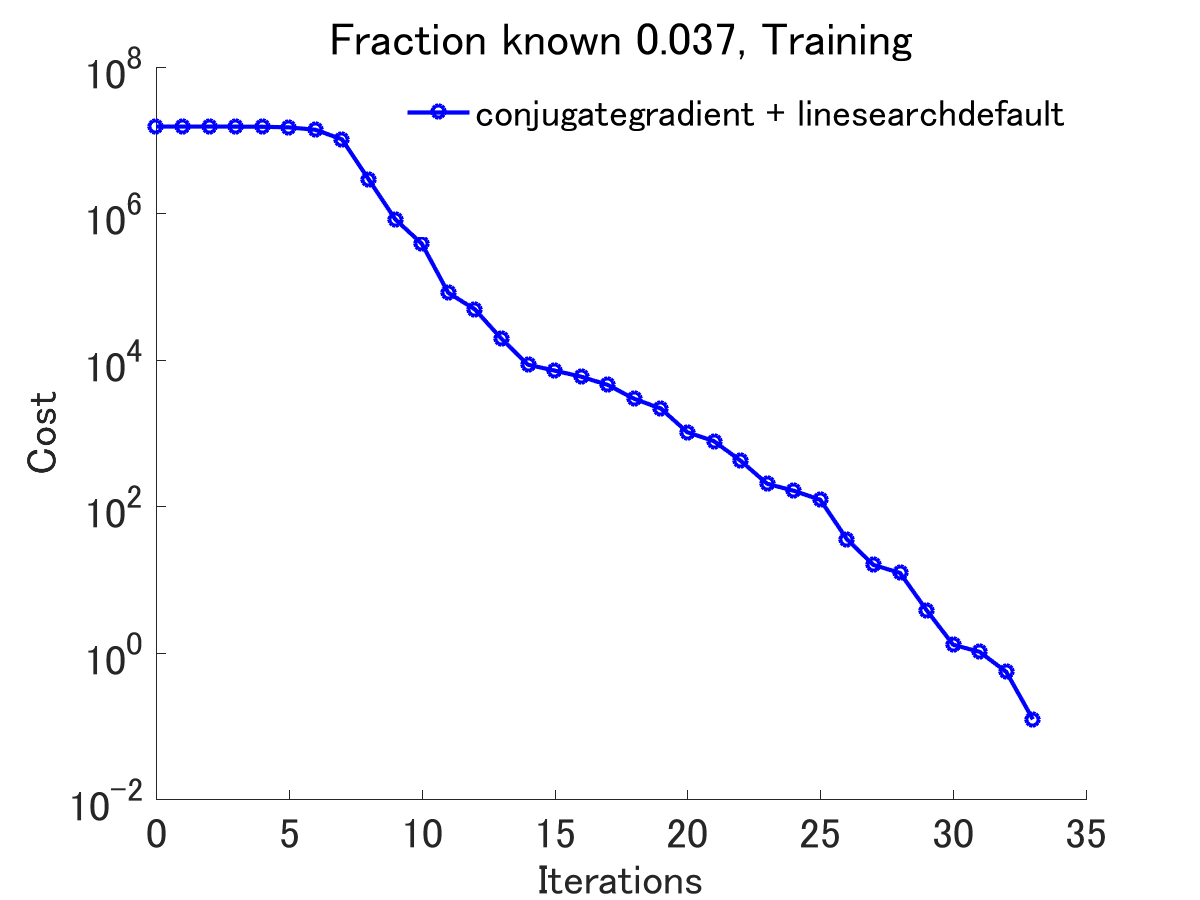 Fraction known 0.037, Training
conjugategradient + linesearchdefault
10^8
10^6
10^4
10^2
10^0
10^-2
Cost
0 5 10 15 20 25 30 35
Iterations